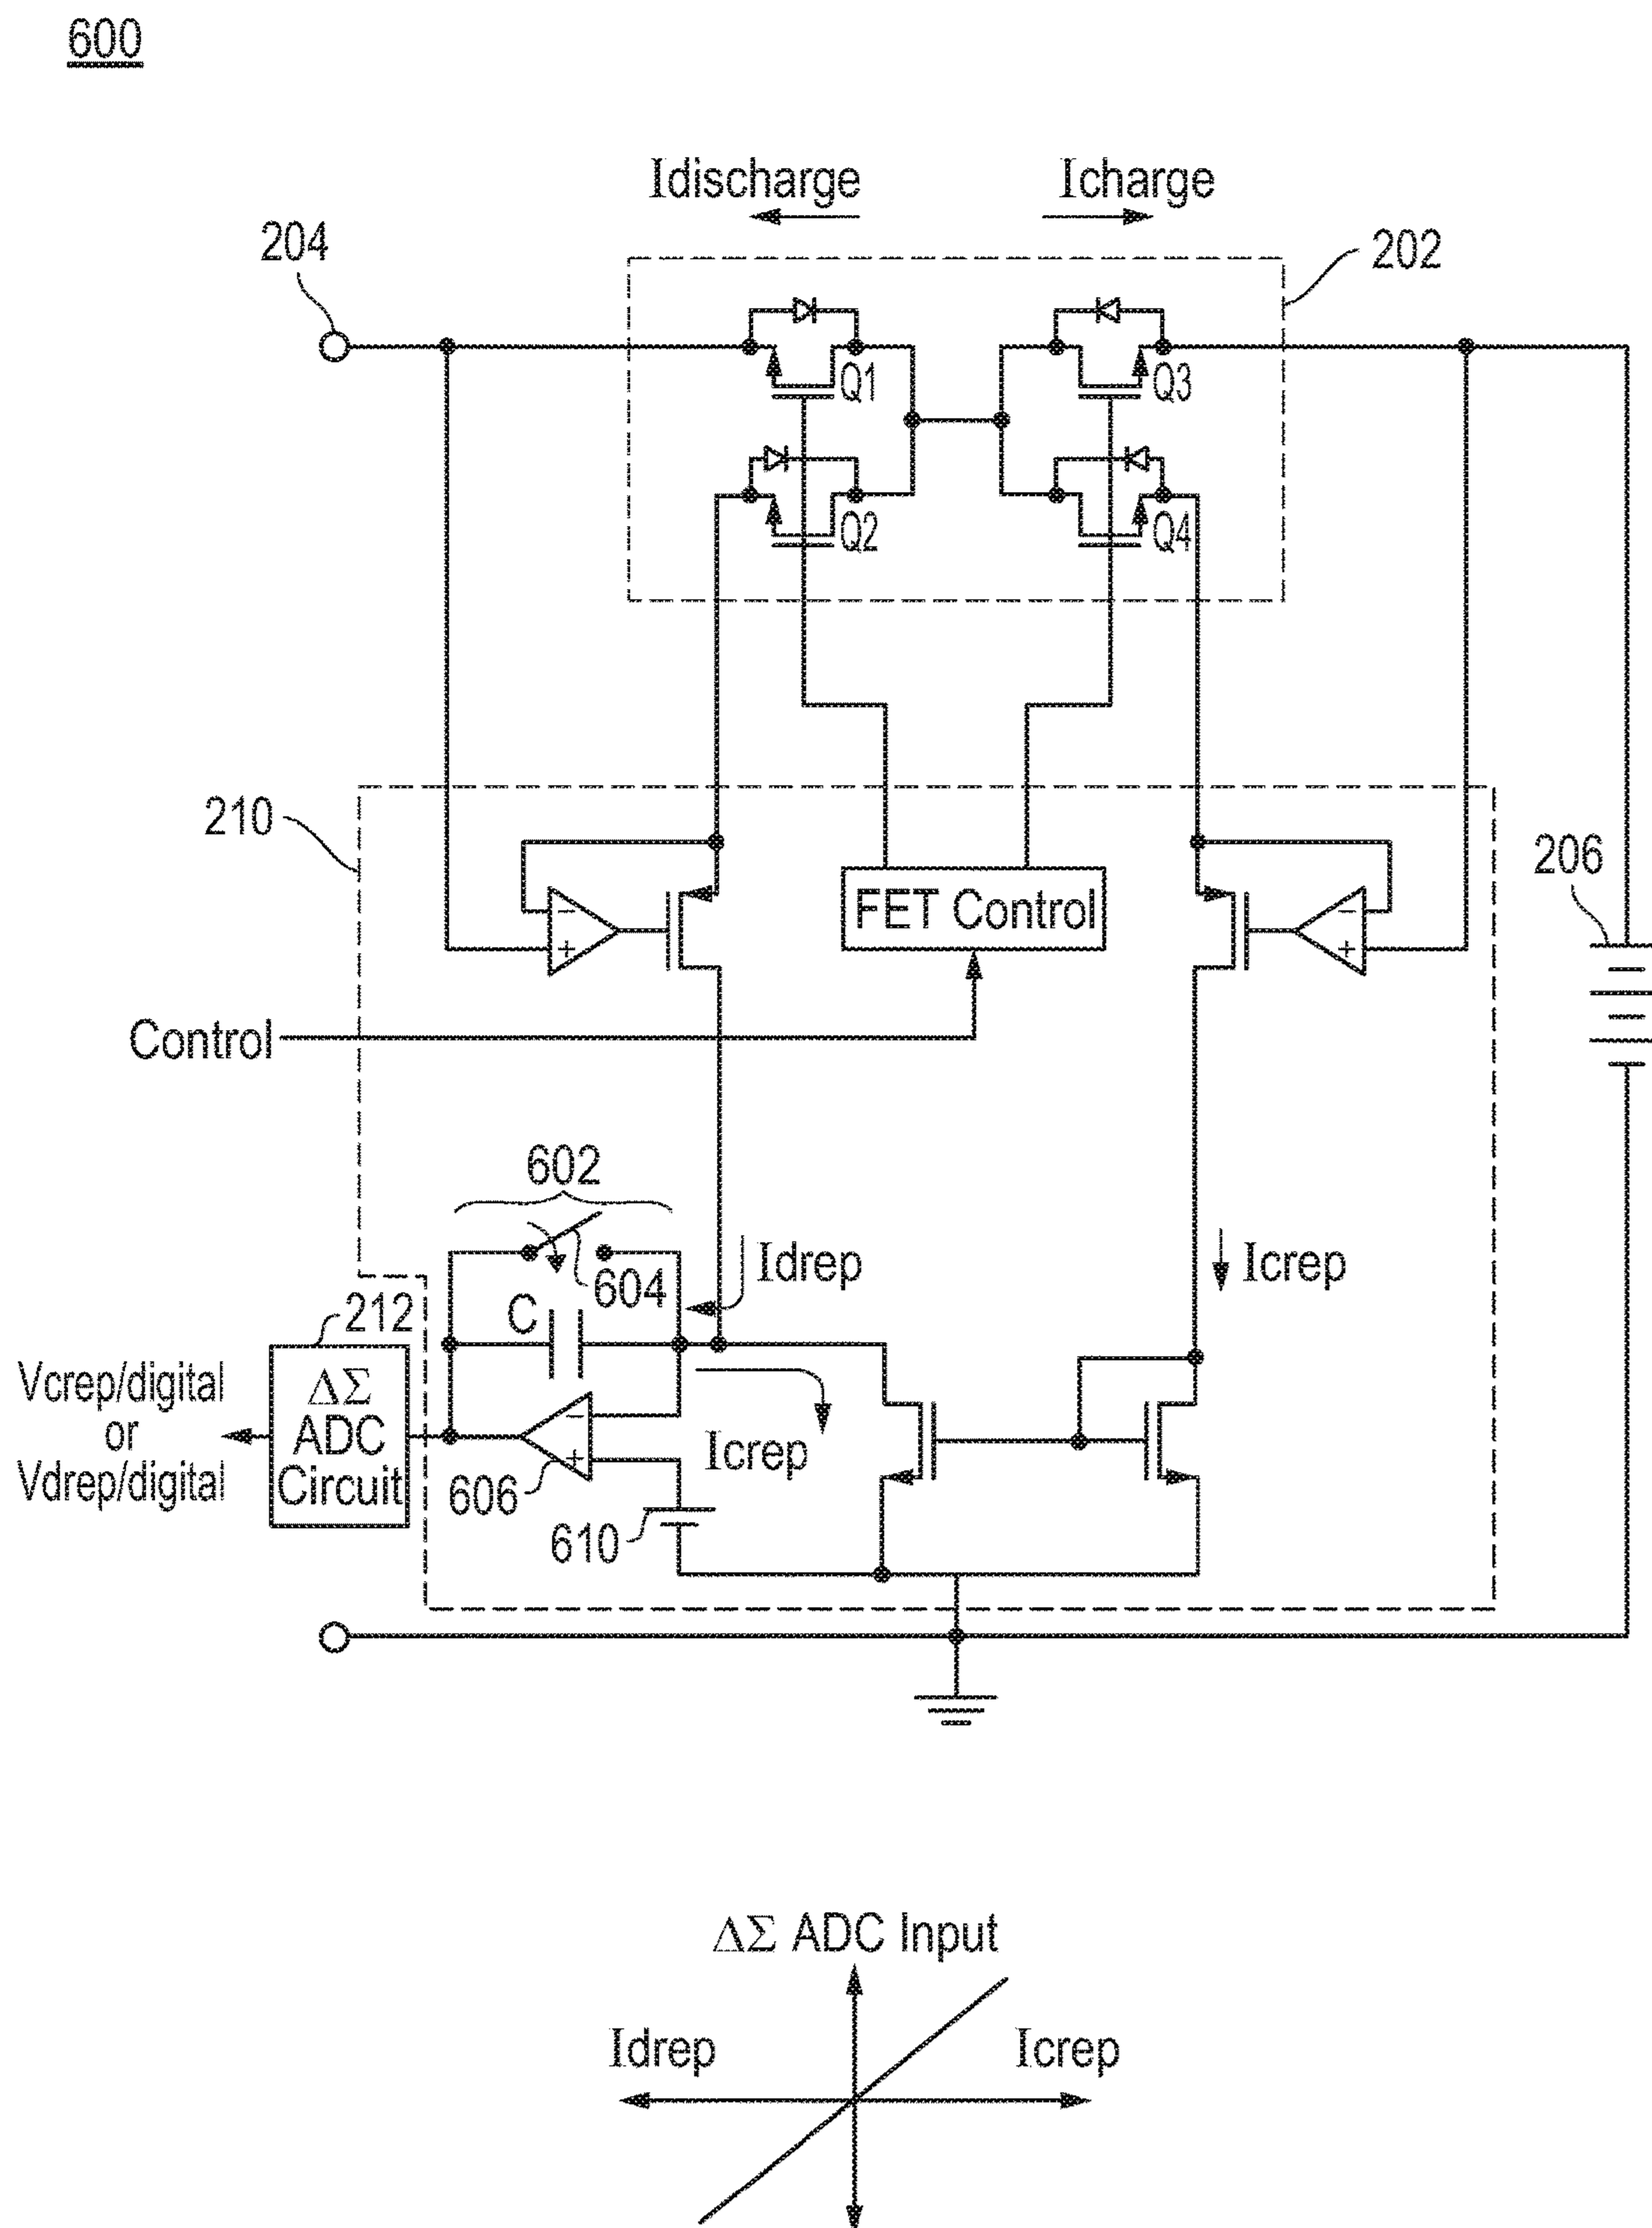 600
Idischarge
Icharge
204
202
Q1
Q3
Q2
Q4
210
206
FET Control
− +
− +
Control
602
604
Idrep
Icrep
C
212
Vcrep/digital
or
Vdrep/digital
ΔΣ
ADC
Circuit
− +
606
Icrep
610
ΔΣ ADC Input
Idrep
Icrep